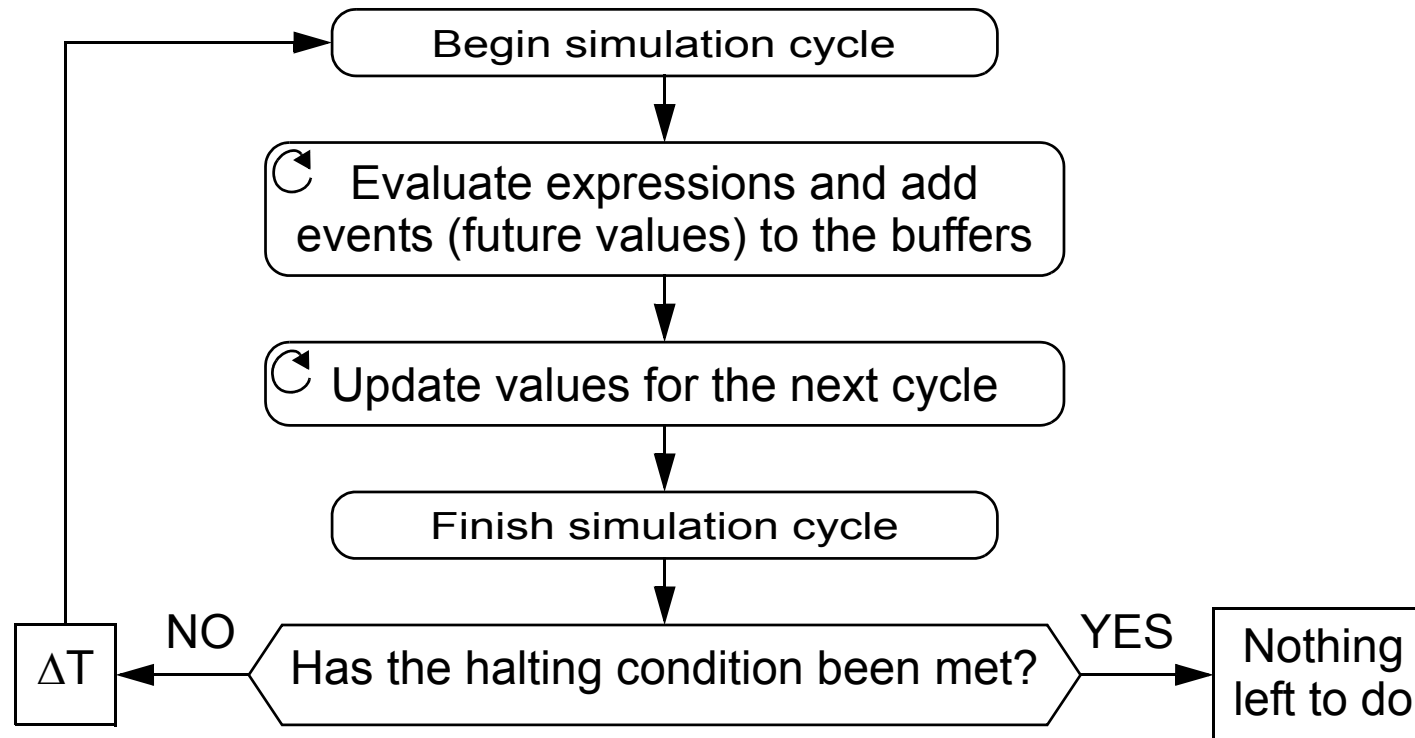 Begin simulation cycle
Evaluate expressions and add
events (future values) to the buffers
Update values for the next cycle
Finish simulation cycle
Has the halting condition been met?
NO
ΔT
YES
Nothing
left to do